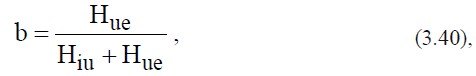 b = H_ue / (H_iu + H_ue) , (3.40),